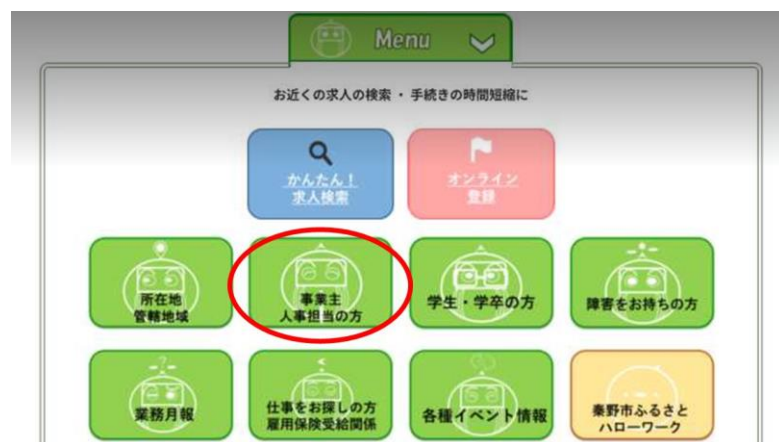 Menu
お近くの求人の検索・手続きの時間短縮に
かんたん！
求人検索
オンライン
登録
所在地
管轄地域
事業主
人事担当の方
学生・学卒の方
障害をお持ちの方
業務月報
仕事をお探しの方
雇用保険受給関係
各種イベント情報
秦野市ふるさと
ハローワーク